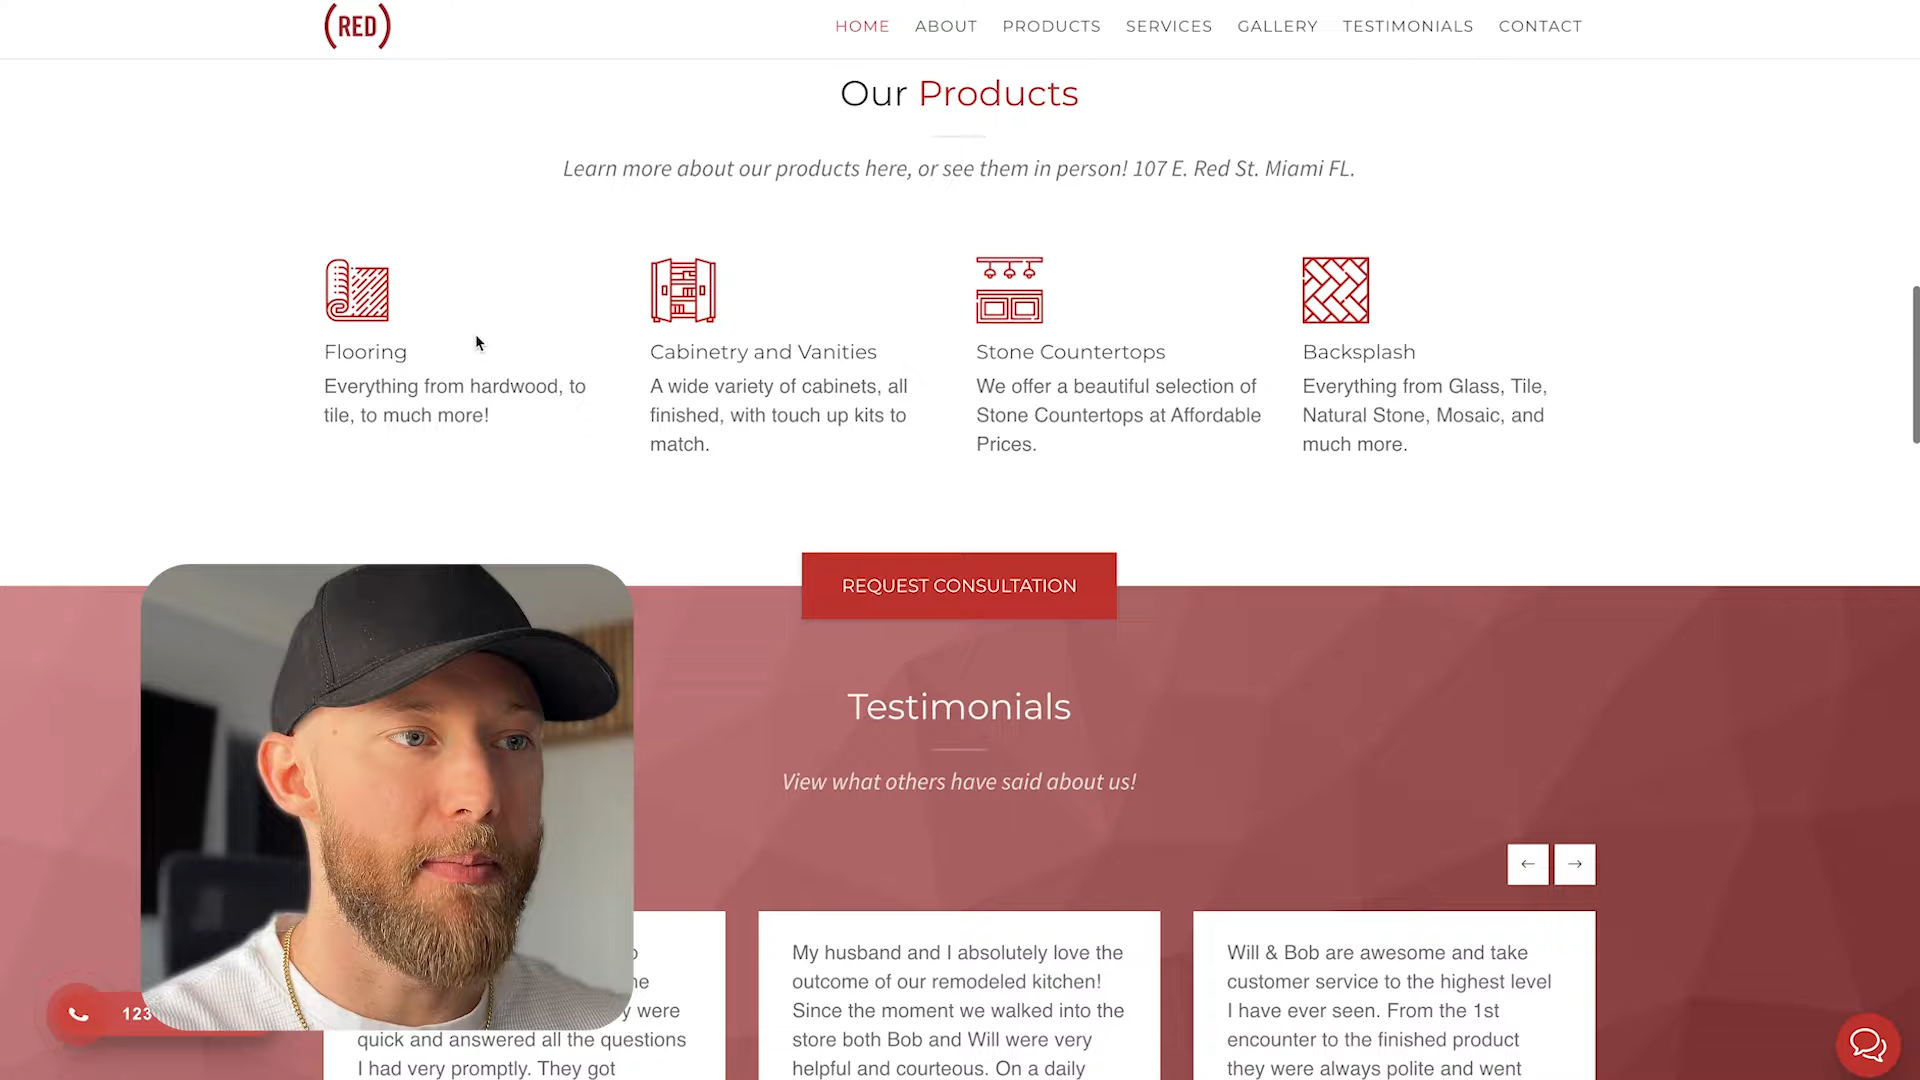 (RED)
HOME ABOUT PRODUCTS SERVICES GALLERY TESTIMONIALS CONTACT
Our Products
Learn more about our products here, or see them in person! 107 E. Red St. Miami FL.
Flooring
Everything from hardwood, to
tile, to much more!
Cabinetry and Vanities
A wide variety of cabinets, all
finished, with touch up kits to
match.
Stone Countertops
We offer a beautiful selection of
Stone Countertops at Affordable
Prices.
Backsplash
Everything from Glass, Tile,
Natural Stone, Mosaic, and
much more.
REQUEST CONSULTATION
Testimonials
View what others have said about us!
← →
were
quick and answered all the questions
I had very promptly. They got
My husband and I absolutely love the
outcome of our remodeled kitchen!
Since the moment we walked into the
store both Bob and Will were very
helpful and courteous. On a daily
Will & Bob are awesome and take
customer service to the highest level
I have ever seen. From the 1st
encounter to the finished product
they were always polite and went
123